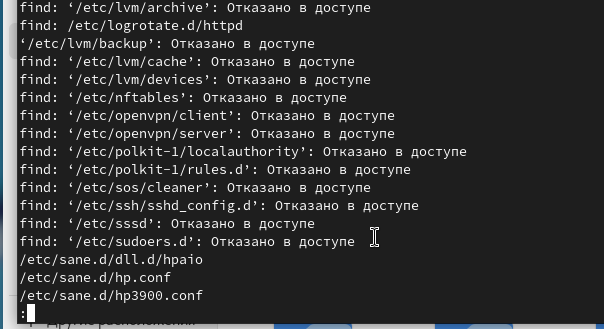 find: ‘/etc/lvm/archive’: Отказано в доступе
find: /etc/logrotate.d/httpd
‘/etc/lvm/backup’: Отказано в доступе
find: ‘/etc/lvm/cache’: Отказано в доступе
find: ‘/etc/lvm/devices’: Отказано в доступе
find: ‘/etc/nftables’: Отказано в доступе
find: ‘/etc/openvpn/client’: Отказано в доступе
find: ‘/etc/openvpn/server’: Отказано в доступе
find: ‘/etc/polkit-1/localauthority’: Отказано в доступе
find: ‘/etc/polkit-1/rules.d’: Отказано в доступе
find: ‘/etc/sos/cleaner’: Отказано в доступе
find: ‘/etc/ssh/sshd_config.d’: Отказано в доступе
find: ‘/etc/sssd’: Отказано в доступе
find: ‘/etc/sudoers.d’: Отказано в доступе
/etc/sane.d/dll.d/hpaio
/etc/sane.d/hp.conf
/etc/sane.d/hp3900.conf
: